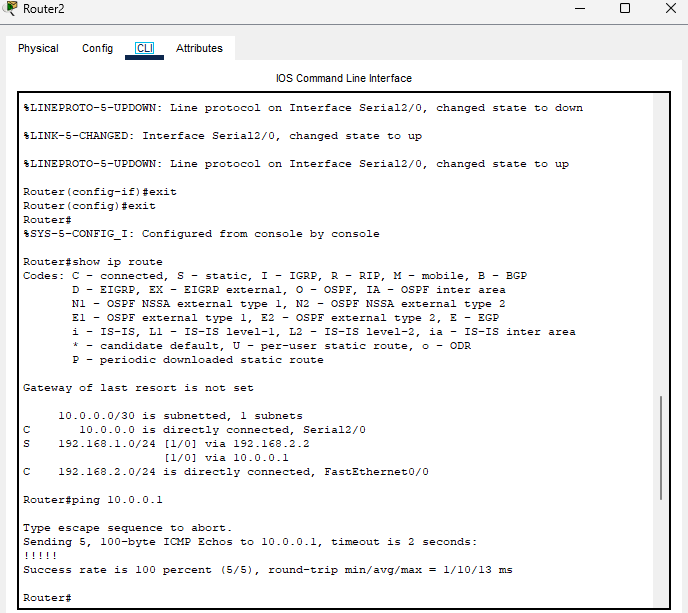 Router2
Physical Config CLI Attributes
IOS Command Line Interface
%LINEPROTO-5-UPDOWN: Line protocol on Interface Serial2/0, changed state to down
%LINK-5-CHANGED: Interface Serial2/0, changed state to up
%LINEPROTO-5-UPDOWN: Line protocol on Interface Serial2/0, changed state to up
Router(config-if)#exit
Router(config)#exit
Router#
%SYS-5-CONFIG_I: Configured from console by console
Router#show ip route
Codes: C - connected, S - static, I - IGRP, R - RIP, M - mobile, B - BGP
D - EIGRP, EX - EIGRP external, O - OSPF, IA - OSPF inter area
N1 - OSPF NSSA external type 1, N2 - OSPF NSSA external type 2
E1 - OSPF external type 1, E2 - OSPF external type 2, E - EGP
i - IS-IS, L1 - IS-IS level-1, L2 - IS-IS level-2, ia - IS-IS inter area
* - candidate default, U - per-user static route, o - ODR
P - periodic downloaded static route
Gateway of last resort is not set
10.0.0.0/30 is subnetted, 1 subnets
C 10.0.0.0 is directly connected, Serial2/0
S 192.168.1.0/24 [1/0] via 192.168.2.2
[1/0] via 10.0.0.1
C 192.168.2.0/24 is directly connected, FastEthernet0/0
Router#ping 10.0.0.1
Type escape sequence to abort.
Sending 5, 100-byte ICMP Echos to 10.0.0.1, timeout is 2 seconds:
!!!!!
Success rate is 100 percent (5/5), round-trip min/avg/max = 1/10/13 ms
Router#